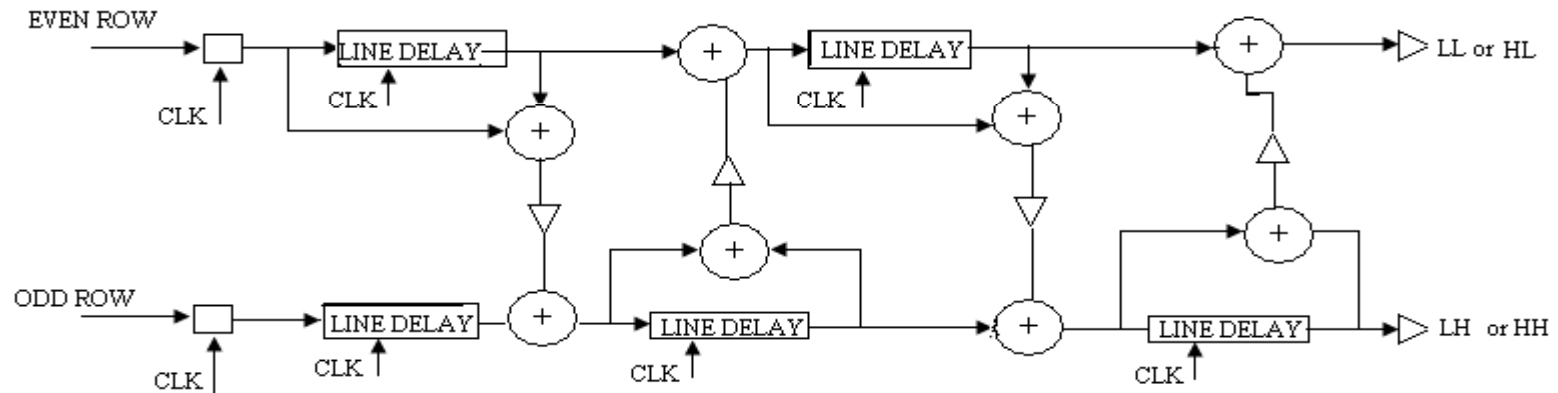 EVEN ROW
LINE DELAY
+
LINE DELAY
+
LL or HL
CLK
CLK
CLK
+
+
+
+
ODD ROW
LINE DELAY
+
LINE DELAY
+
LINE DELAY
LH or HH
CLK
CLK
CLK
CLK